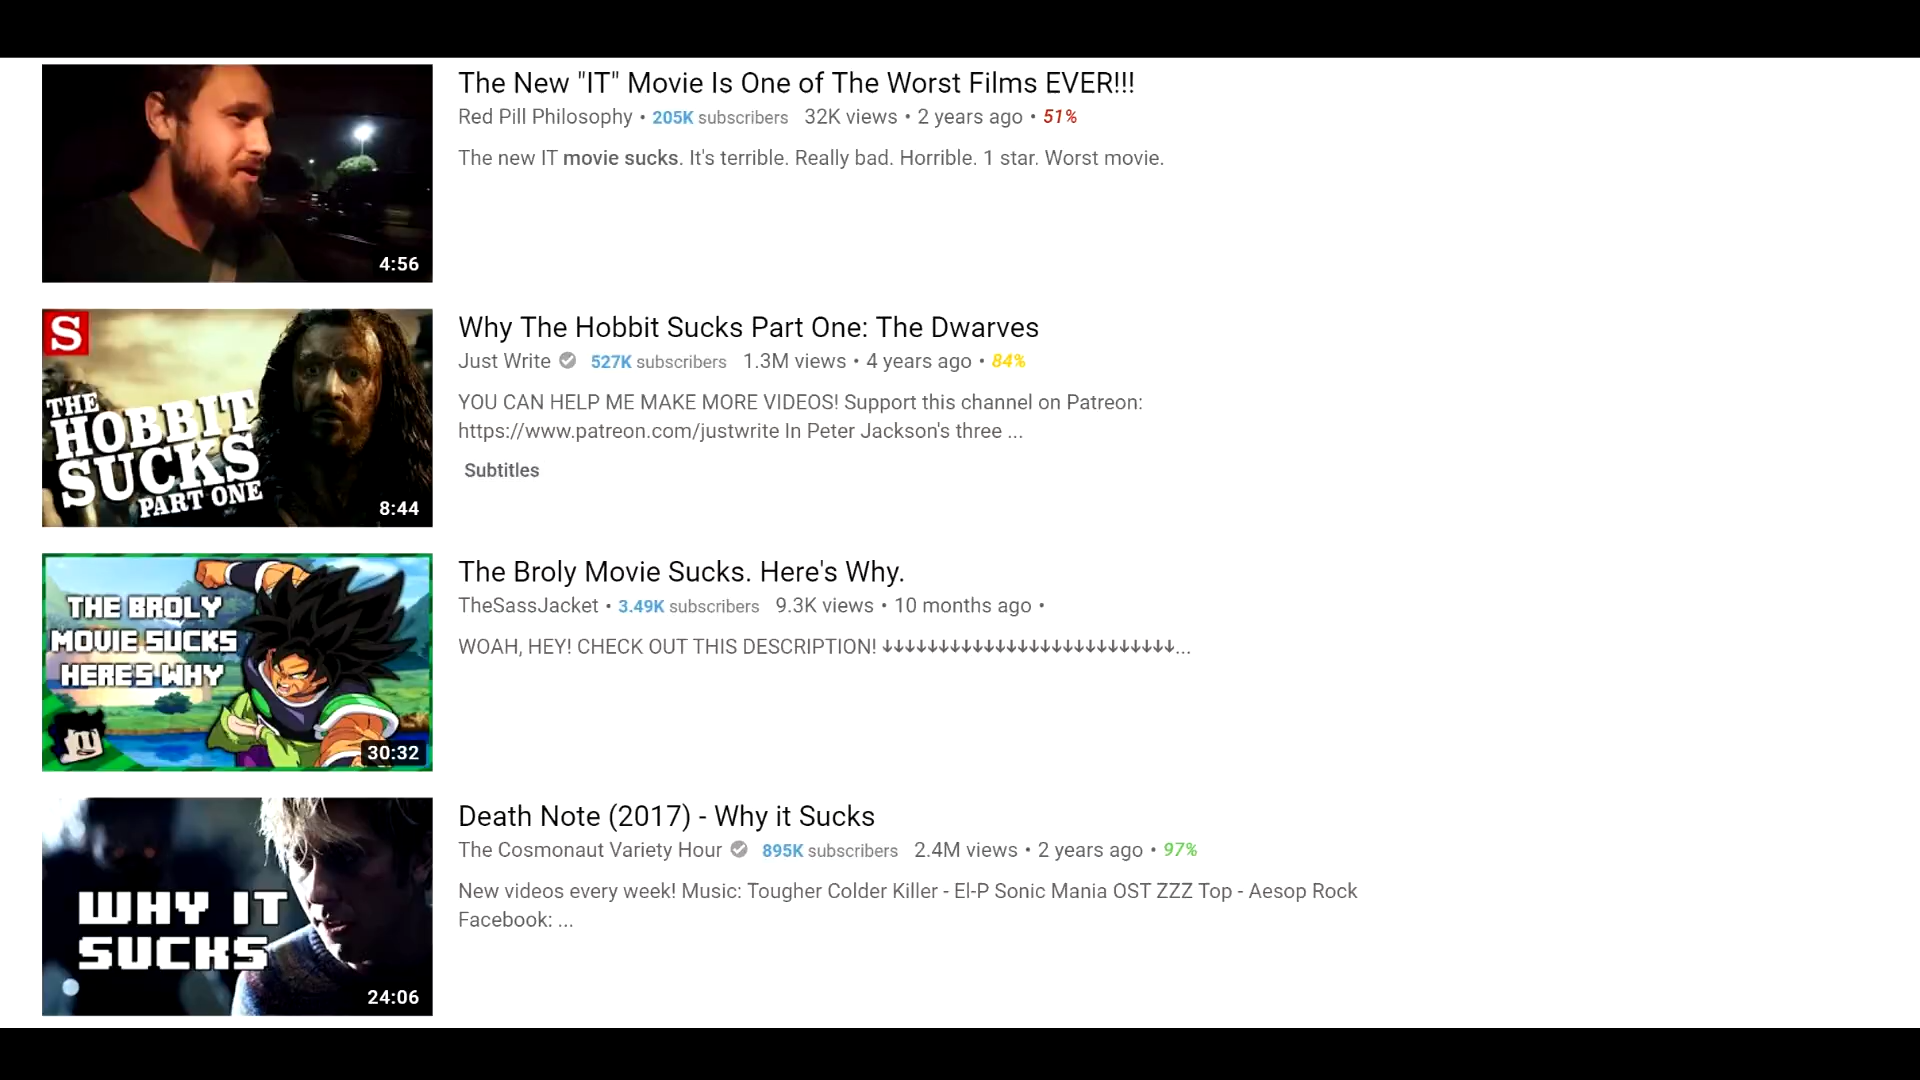 The New "IT" Movie Is One of The Worst Films EVER!!!
Red Pill Philosophy • 205K subscribers 32K views • 2 years ago • 51%
The new IT movie sucks. It's terrible. Really bad. Horrible. 1 star. Worst movie.
4:56
S
THE
HOBBIT
SUCKS
PART ONE
8:44
Why The Hobbit Sucks Part One: The Dwarves
Just Write 527K subscribers 1.3M views • 4 years ago • 84%
YOU CAN HELP ME MAKE MORE VIDEOS! Support this channel on Patreon:
https://www.patreon.com/justwrite In Peter Jackson's three ...
Subtitles
THE BROLY
MOVIE SUCKS
HERE'S WHY
30:32
The Broly Movie Sucks. Here's Why.
TheSassJacket • 3.49K subscribers 9.3K views • 10 months ago •
WOAH, HEY! CHECK OUT THIS DESCRIPTION! ↓↓↓↓↓↓↓↓↓↓↓↓↓↓↓↓↓↓↓↓↓↓↓↓↓↓...
WHY IT
SUCKS
24:06
Death Note (2017) - Why it Sucks
The Cosmonaut Variety Hour 895K subscribers 2.4M views • 2 years ago • 97%
New videos every week! Music: Tougher Colder Killer - El-P Sonic Mania OST ZZZ Top - Aesop Rock
Facebook: ...